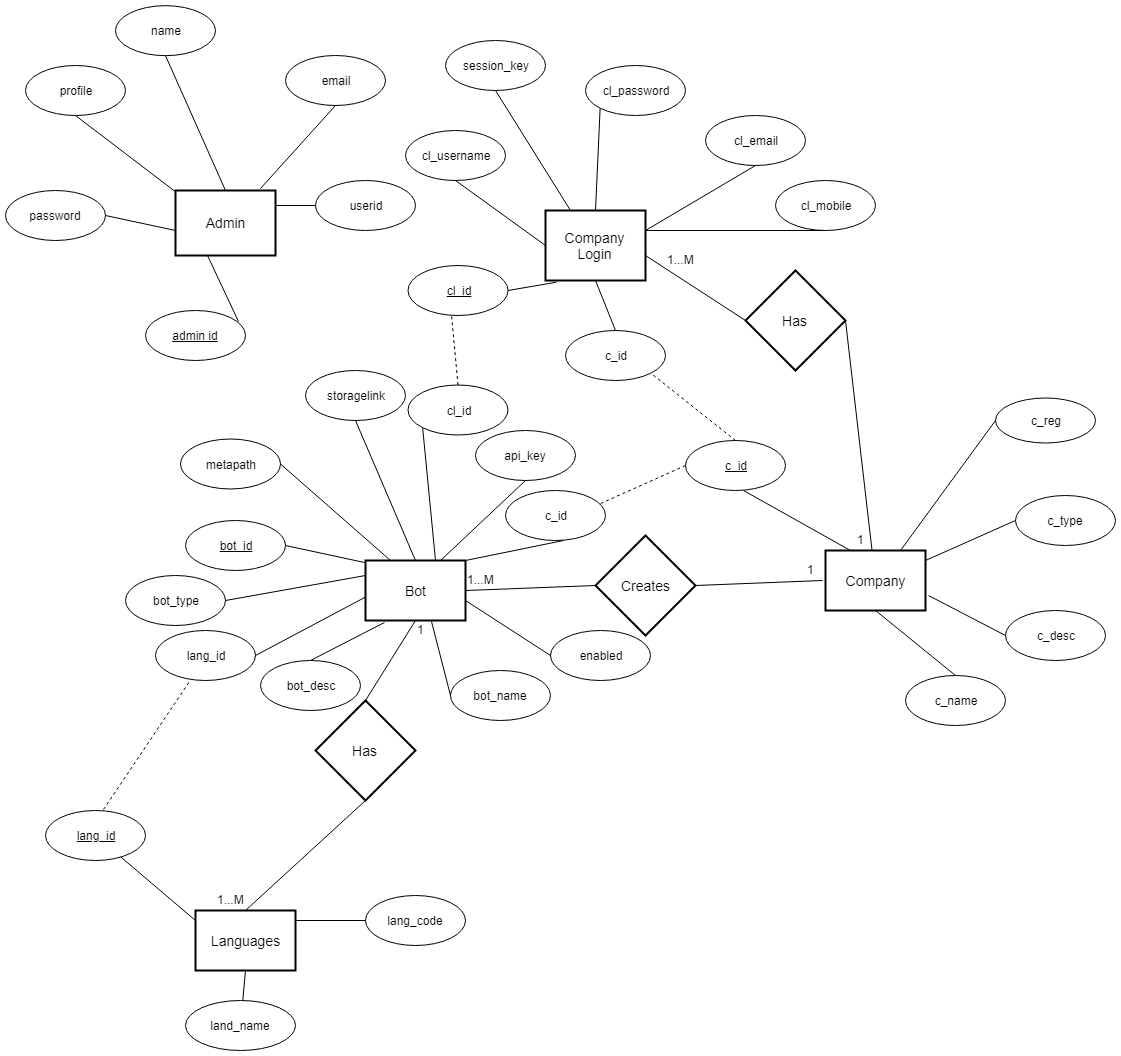 name
session_key
email
profile
cl_password
cl_email
cl_username
cl_mobile
userid
password
Admin
Company
Login
1...M
cl_id
Has
admin id
c_id
storagelink
cl_id
c_reg
api_key
metapath
c_id
c_id
c_type
1
bot_id
1
Company
1...M
Creates
Bot
bot_type
1
c_desc
lang_id
enabled
bot_desc
bot_name
c_name
Has
lang_id
1...M
lang_code
Languages
land_name